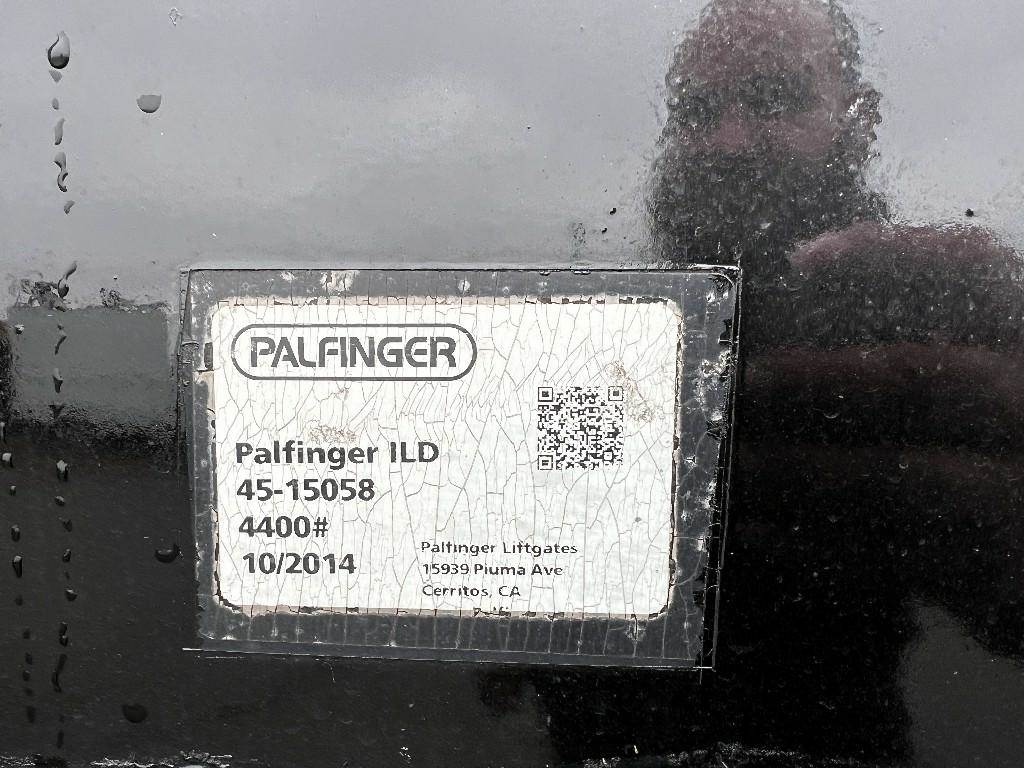 PALFINGER
Palfinger ILD
45-15058
4400#
10/2014
Palfinger Liftgates
15939 Piuma Ave
Cerritos, CA